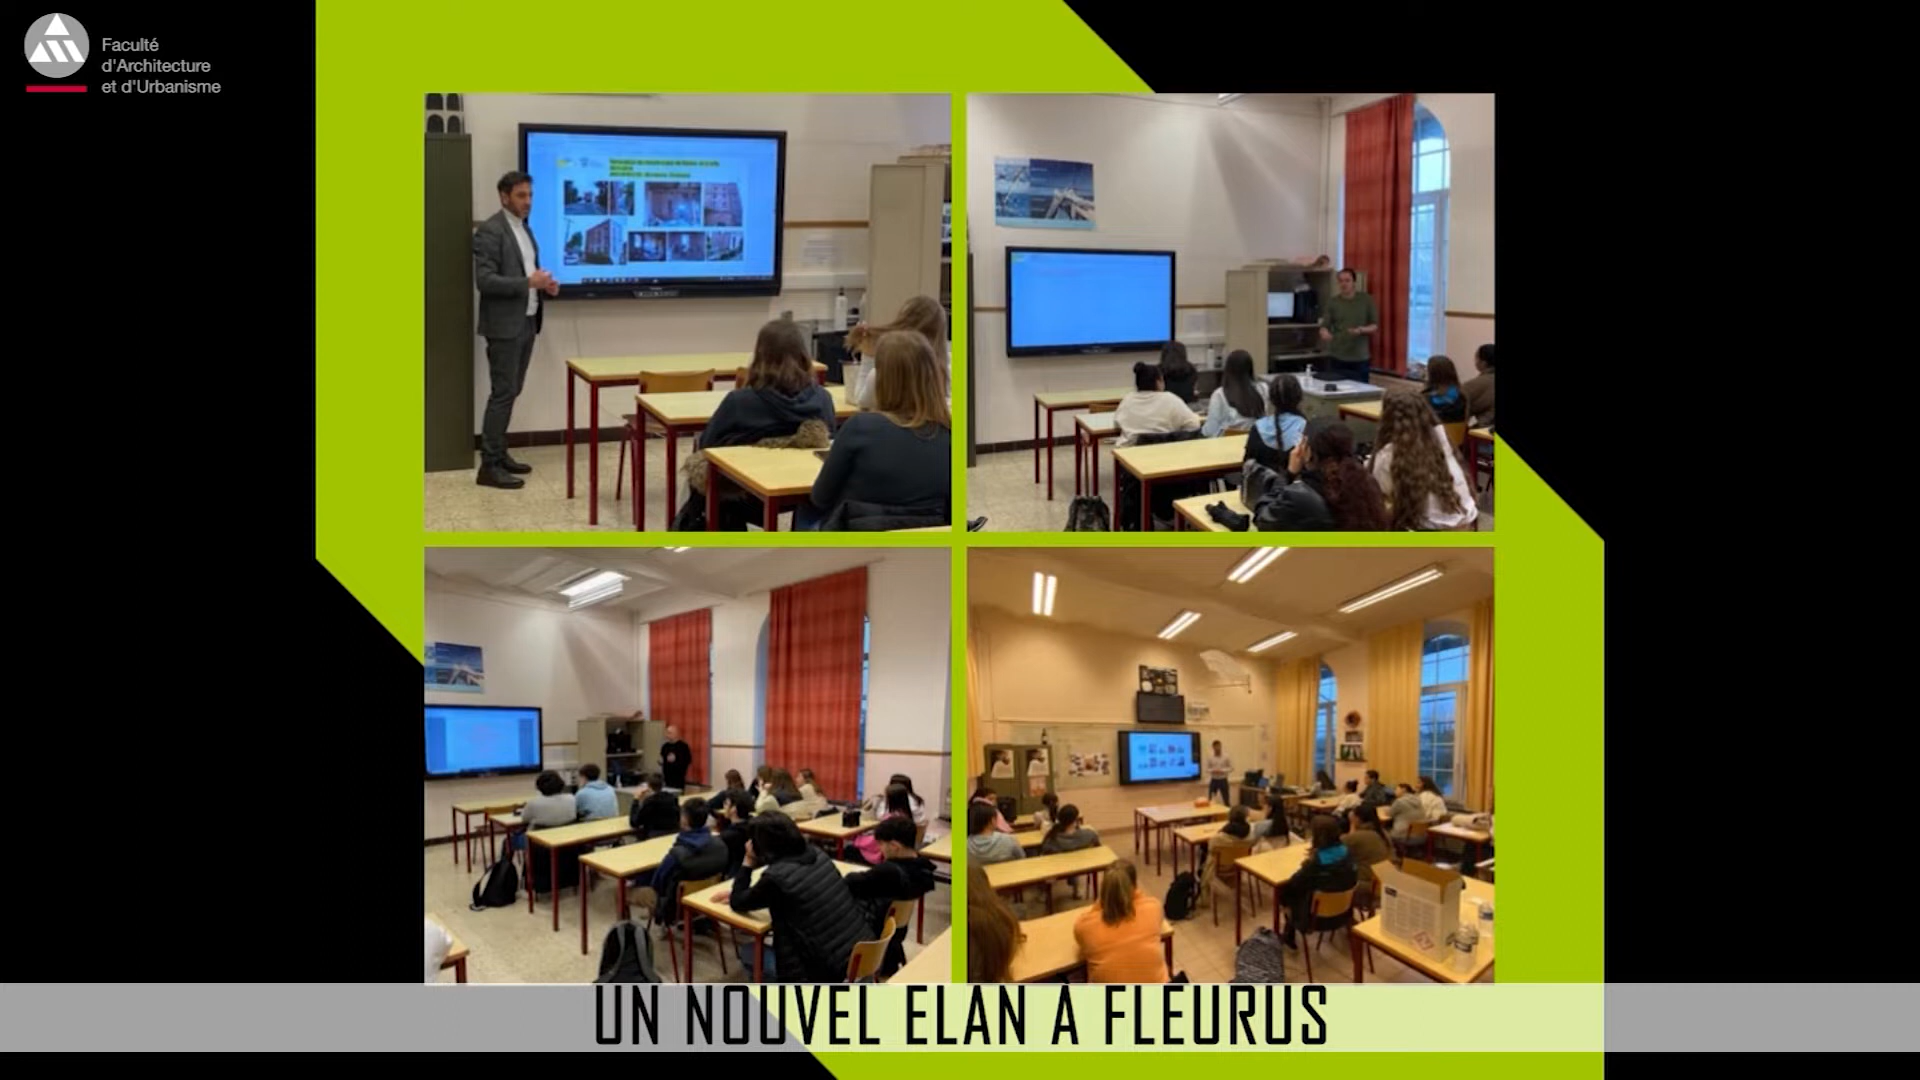 Faculté
d'Architecture
et d'Urbanisme
UN NOUVEL ELAN À FLEURUS